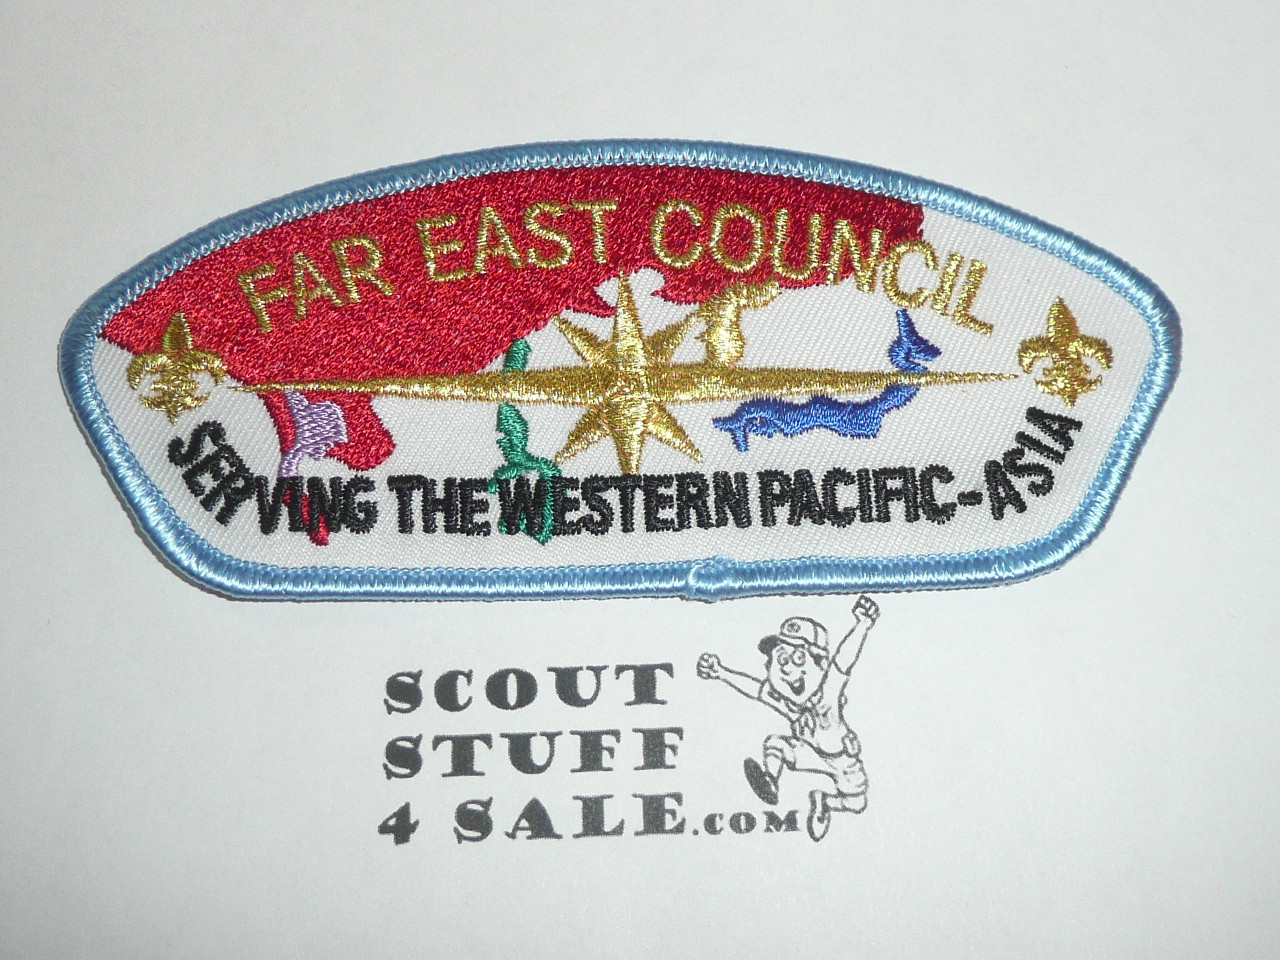 FAR EAST COUNCIL
SERVING THE WESTERN PACIFIC-ASIA
SCOUT
STUFF
4 SALE.COM